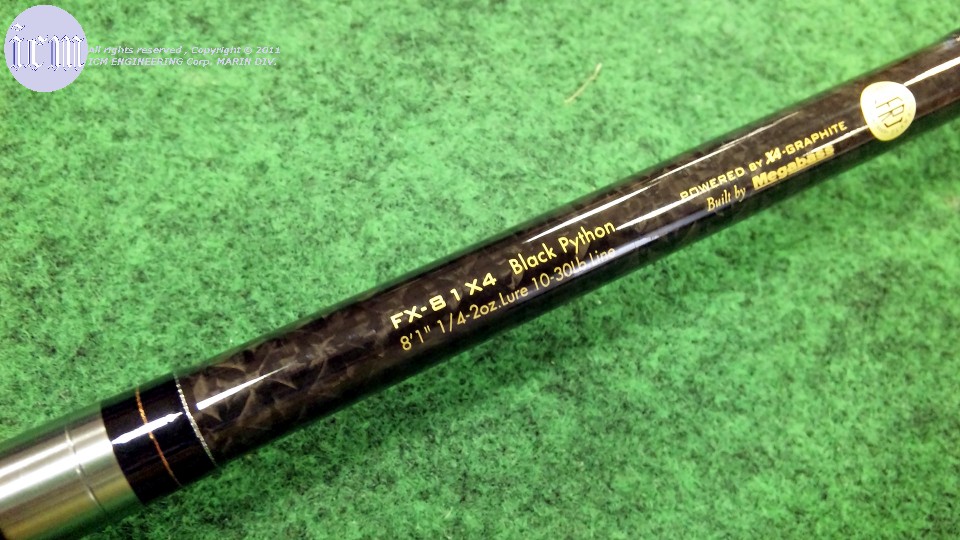 icm
All rights reserved , Copyright © 2011
ICM ENGINEERING Corp. MARIN DIV.
FX-81X4 Black Python
8'1" 1/4-2oz.Lure 10-30Lb.Line
POWERED BY X4-GRAPHITE
Built by Megabass